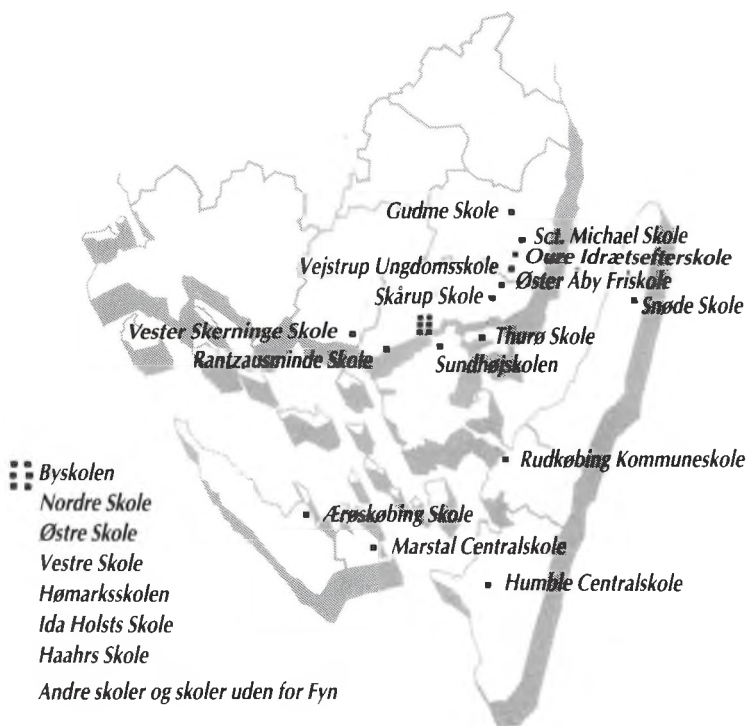 Gudme Skole
Sct. Michael Skole
Oure Idrætsefterskole
Vejstrup Ungdomsskole
Øster Åby Friskole
Skårup Skole
Snøde Skole
Vester Skerninge Skole
Thurø Skole
Rantzausminde Skole
Sundhøjskolen
Rudkøbing Kommuneskole
Byskolen
Nordre Skole
Østre Skole
Vestre Skole
Hømarksskolen
Ida Holsts Skole
Haahrs Skole
Andre skoler og skoler uden for Fyn
Ærøskøbing Skole
Marstal Centralskole
Humble Centralskole